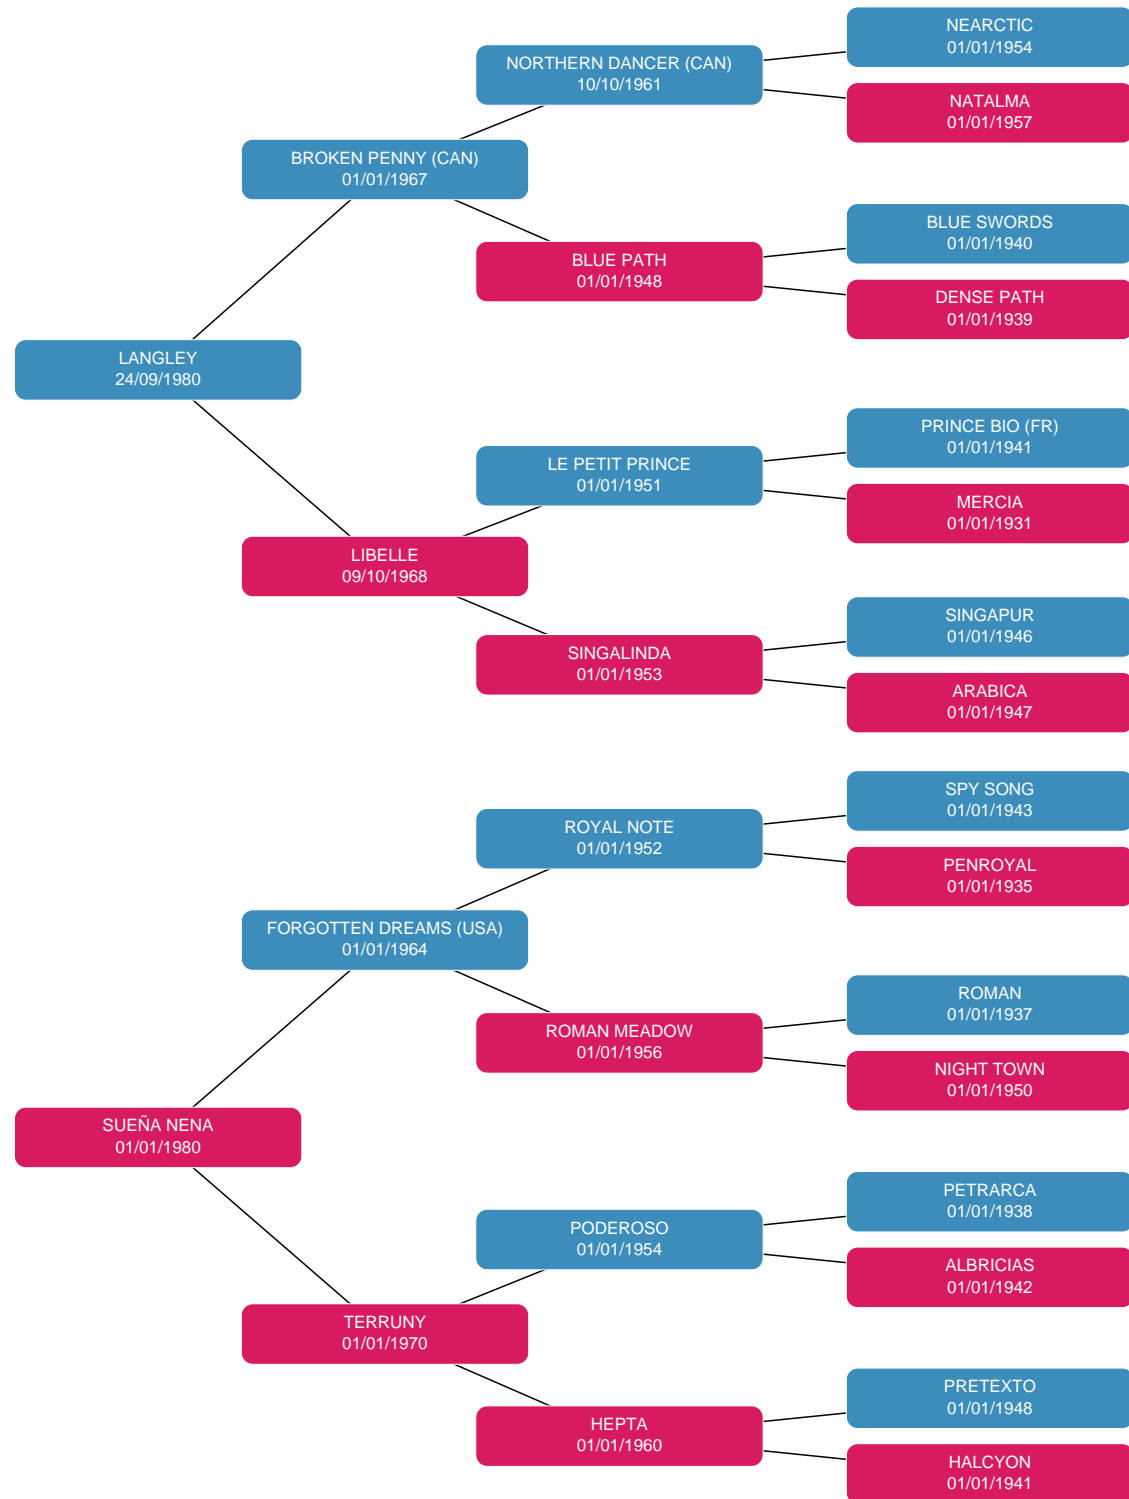 NEARCTIC
01/01/1954
NORTHERN DANCER (CAN)
10/10/1961
NATALMA
01/01/1957
BROKEN PENNY (CAN)
01/01/1967
BLUE SWORDS
01/01/1940
BLUE PATH
01/01/1948
DENSE PATH
01/01/1939
LANGLEY
24/09/1980
PRINCE BIO (FR)
01/01/1941
LE PETIT PRINCE
01/01/1951
MERCIA
01/01/1931
LIBELLE
09/10/1968
SINGAPUR
01/01/1946
SINGALINDA
01/01/1953
ARABICA
01/01/1947
SPY SONG
01/01/1943
ROYAL NOTE
01/01/1952
PENROYAL
01/01/1935
FORGOTTEN DREAMS (USA)
01/01/1964
ROMAN
01/01/1937
ROMAN MEADOW
01/01/1956
NIGHT TOWN
01/01/1950
SUEÑA NENA
01/01/1980
PETRARCA
01/01/1938
PODEROSO
01/01/1954
ALBRICIAS
01/01/1942
TERRUNY
01/01/1970
PRETEXTO
01/01/1948
HEPTA
01/01/1960
HALCYON
01/01/1941